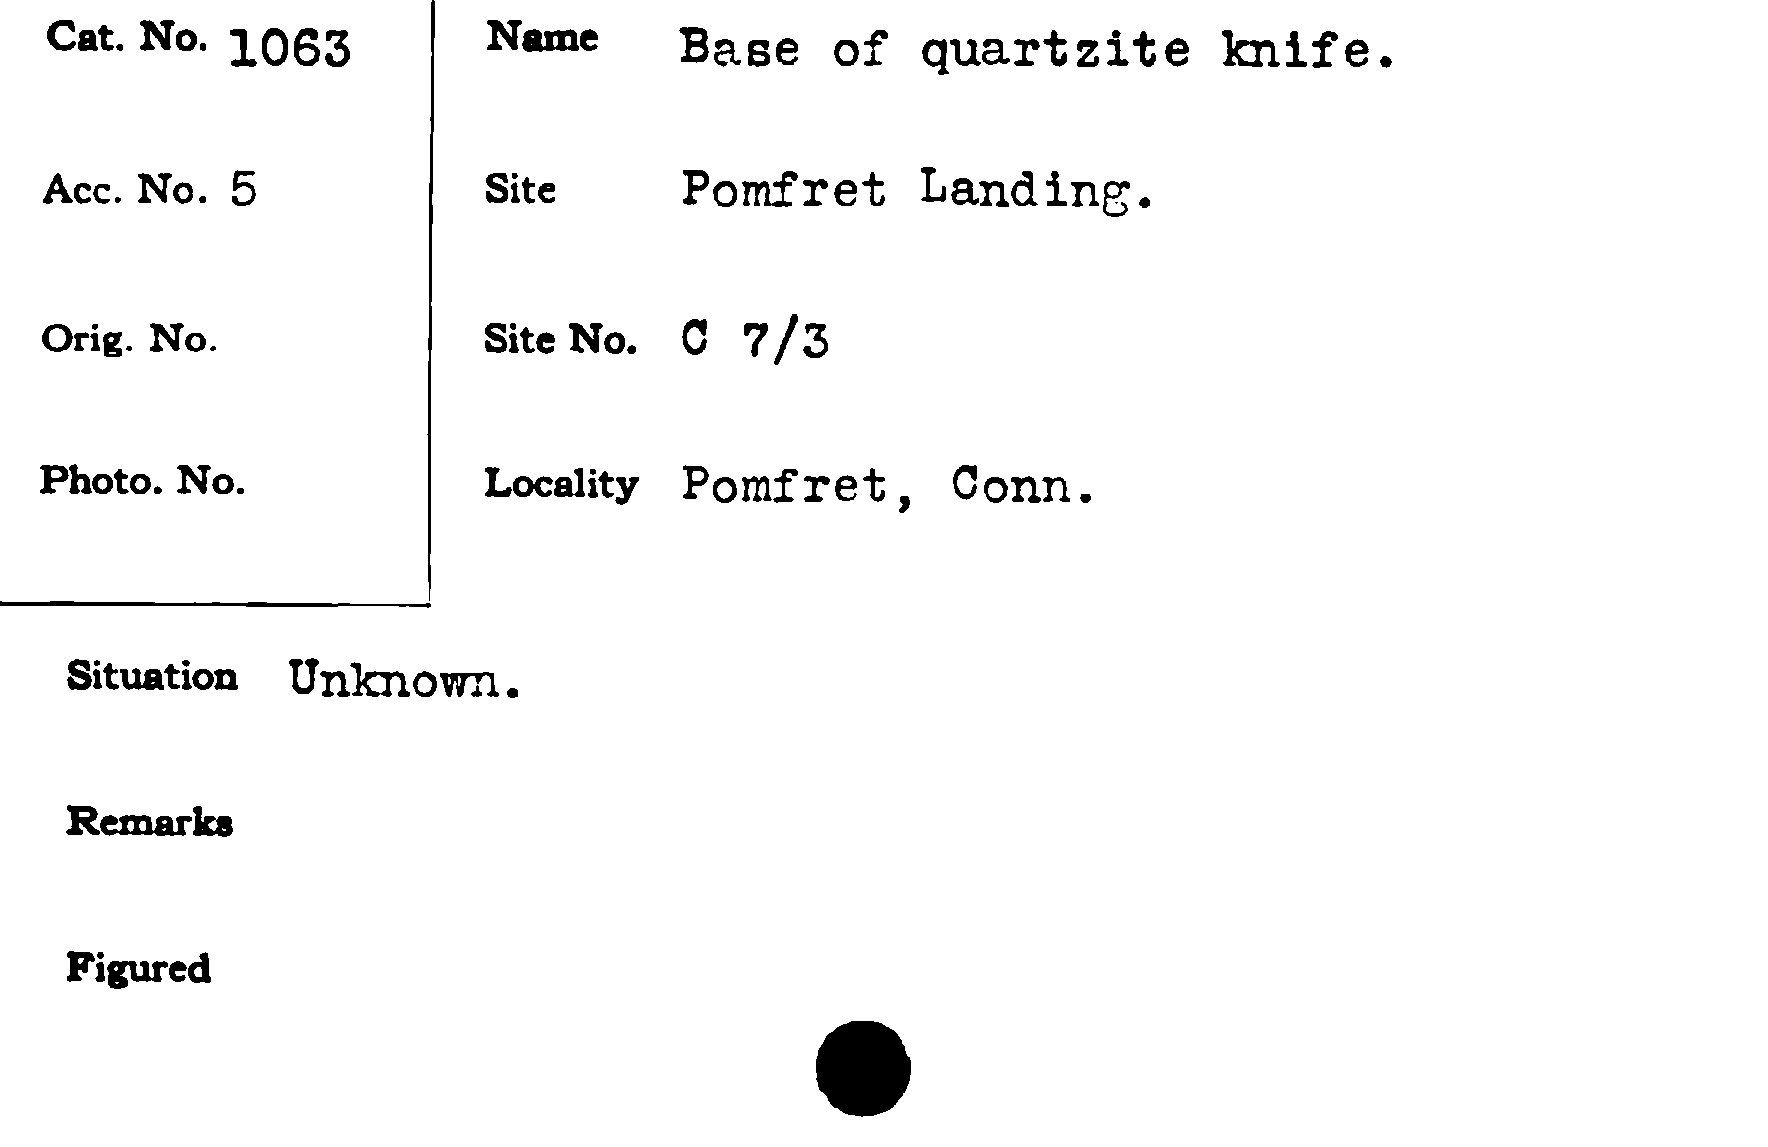 Cat. No. 1063
Acc. No. 5
Orig. No.
Photo. No.
Name Base of quartzite knife.
Site Pomfret Landing.
Site No. C 7/3
Locality Pomfret, Conn.
Situation Unknown.
Remarks
Figured